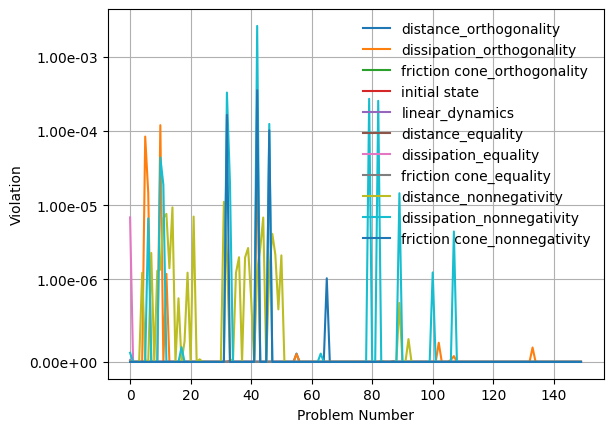 distance_orthogonality
dissipation_orthogonality
friction cone_orthogonality
initial state
linear_dynamics
distance_equality
dissipation_equality
friction cone_equality
distance_nonnegativity
dissipation_nonnegativity
friction cone_nonnegativity
1.00e-03
1.00e-04
1.00e-05
1.00e-06
0.00e+00
Violation
0 20 40 60 80 100 120 140
Problem Number